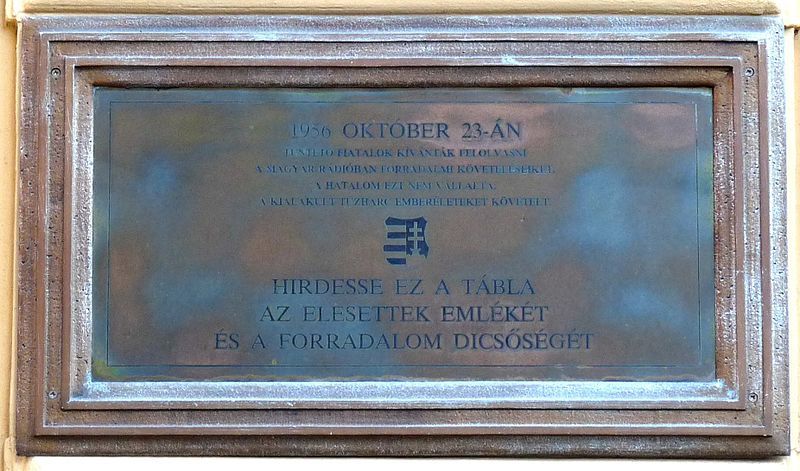 1956 OKTÓBER 23-ÁN
TÜNTETŐ FIATALOK KÍVÁNTÁK FELOLVASNI
A MAGYAR RÁDIÓBAN FORRADALMI KÖVETELÉSEIKET.
A HATALOM EZT NEM VÁLLALTA.
A KIALAKULT TŰZHARC EMBERÉLETEKET KÖVETELT.
HIRDESSE EZ A TÁBLA
AZ ELESETTEK EMLÉKÉT
ÉS A FORRADALOM DICSŐSÉGÉT